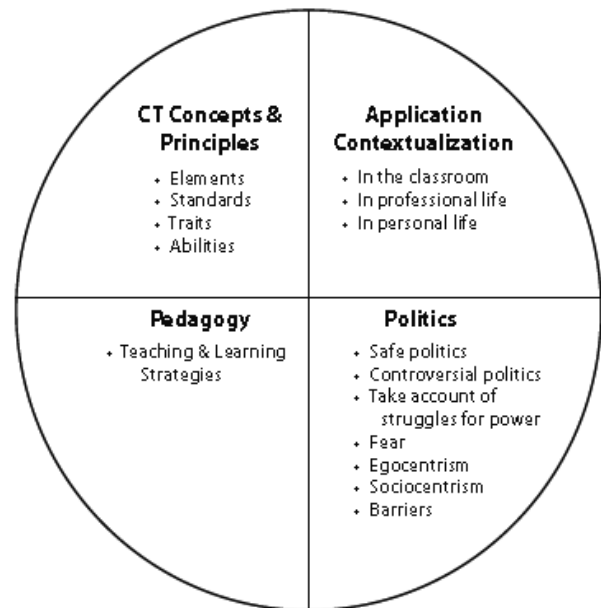 CT Concepts &
Principles
+ Elements
+ Standards
+ Traits
+ Abilities
Application
Contextualization
+ In the classroom
+ In professional life
+ In personal life
Pedagogy
+ Teaching & Learning
Strategies
Politics
+ Safe politics
+ Controversial politics
+ Take account of
struggles for power
+ Fear
+ Egocentrism
+ Sociocentrism
+ Barriers